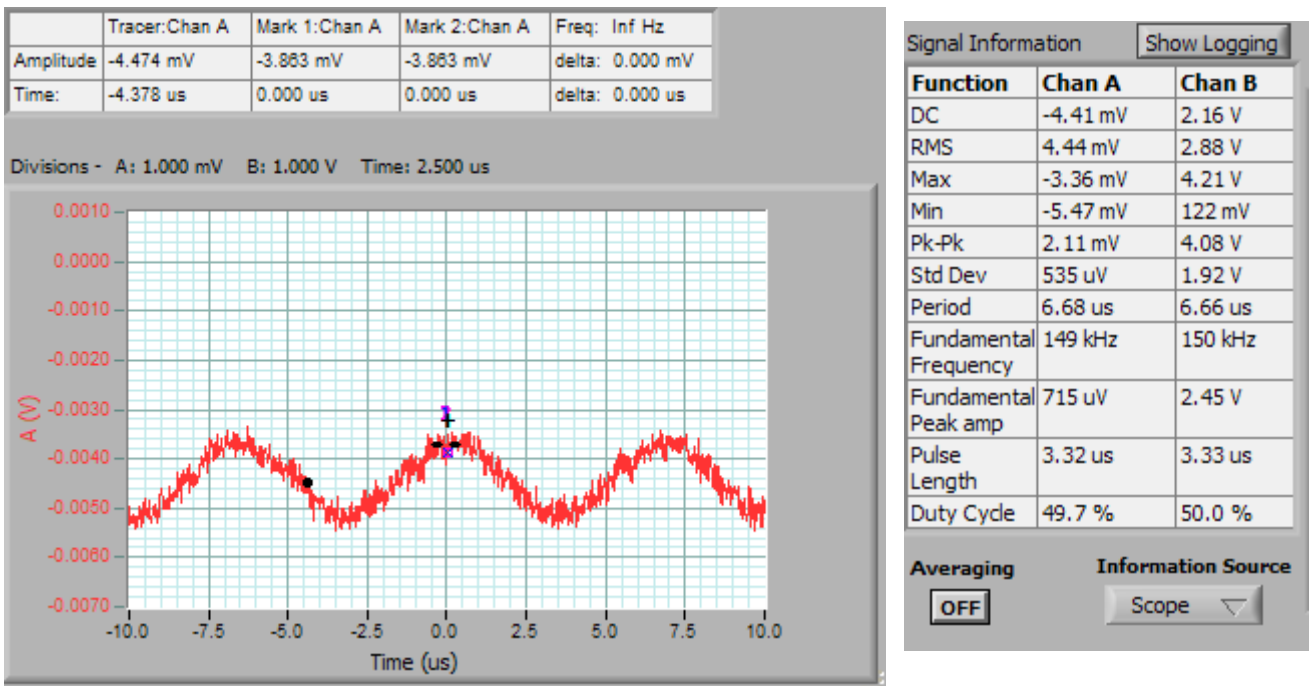 Tracer:Chan A Mark 1:Chan A Mark 2:Chan A Freq: Inf Hz
Amplitude -4.474 mV -3.863 mV -3.863 mV delta: 0.000 mV
Time: -4.378 us 0.000 us 0.000 us delta: 0.000 us
Divisions - A: 1.000 mV B: 1.000 V Time: 2.500 us
0.0010
0.0000
-0.0010
-0.0020
-0.0030
-0.0040
-0.0050
-0.0060
-0.0070
A (V)
-10.0 -7.5 -5.0 -2.5 0.0 2.5 5.0 7.5 10.0
Time (us)
Signal Information Show Logging
Function Chan A Chan B
DC -4.41 mV 2.16 V
RMS 4.44 mV 2.88 V
Max -3.36 mV 4.21 V
Min -5.47 mV 122 mV
Pk-Pk 2.11 mV 4.08 V
Std Dev 535 uV 1.92 V
Period 6.68 us 6.66 us
Fundamental 149 kHz 150 kHz
Frequency
Fundamental 715 uV 2.45 V
Peak amp
Pulse 3.32 us 3.33 us
Length
Duty Cycle 49.7 % 50.0 %
Averaging Information Source
OFF Scope